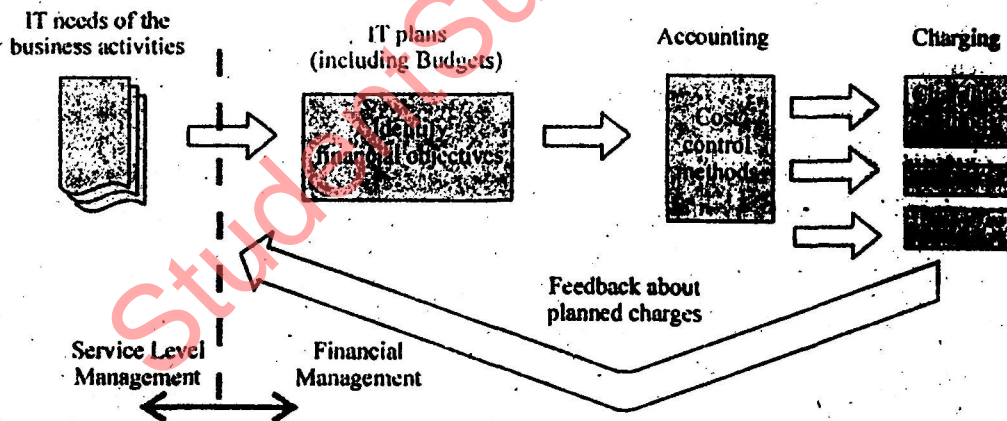 IT needs of the
business activities
IT plans
(including Budgets)
Accounting
Charging
Identify
financial objectives
Cost
control
methods
Feedback about
planned charges
Service Level
Management
Financial
Management